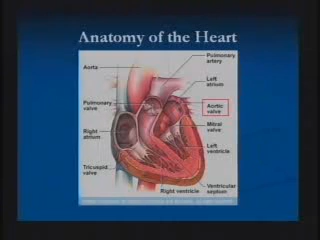 Anatomy of the Heart
Pulmonary
artery
Aorta
Left
atrium
Pulmonary
valve
Aortic
valve
Mitral
valve
Right
atrium
Left
ventricle
Tricuspid
valve
Right ventricle
Ventricular
septum